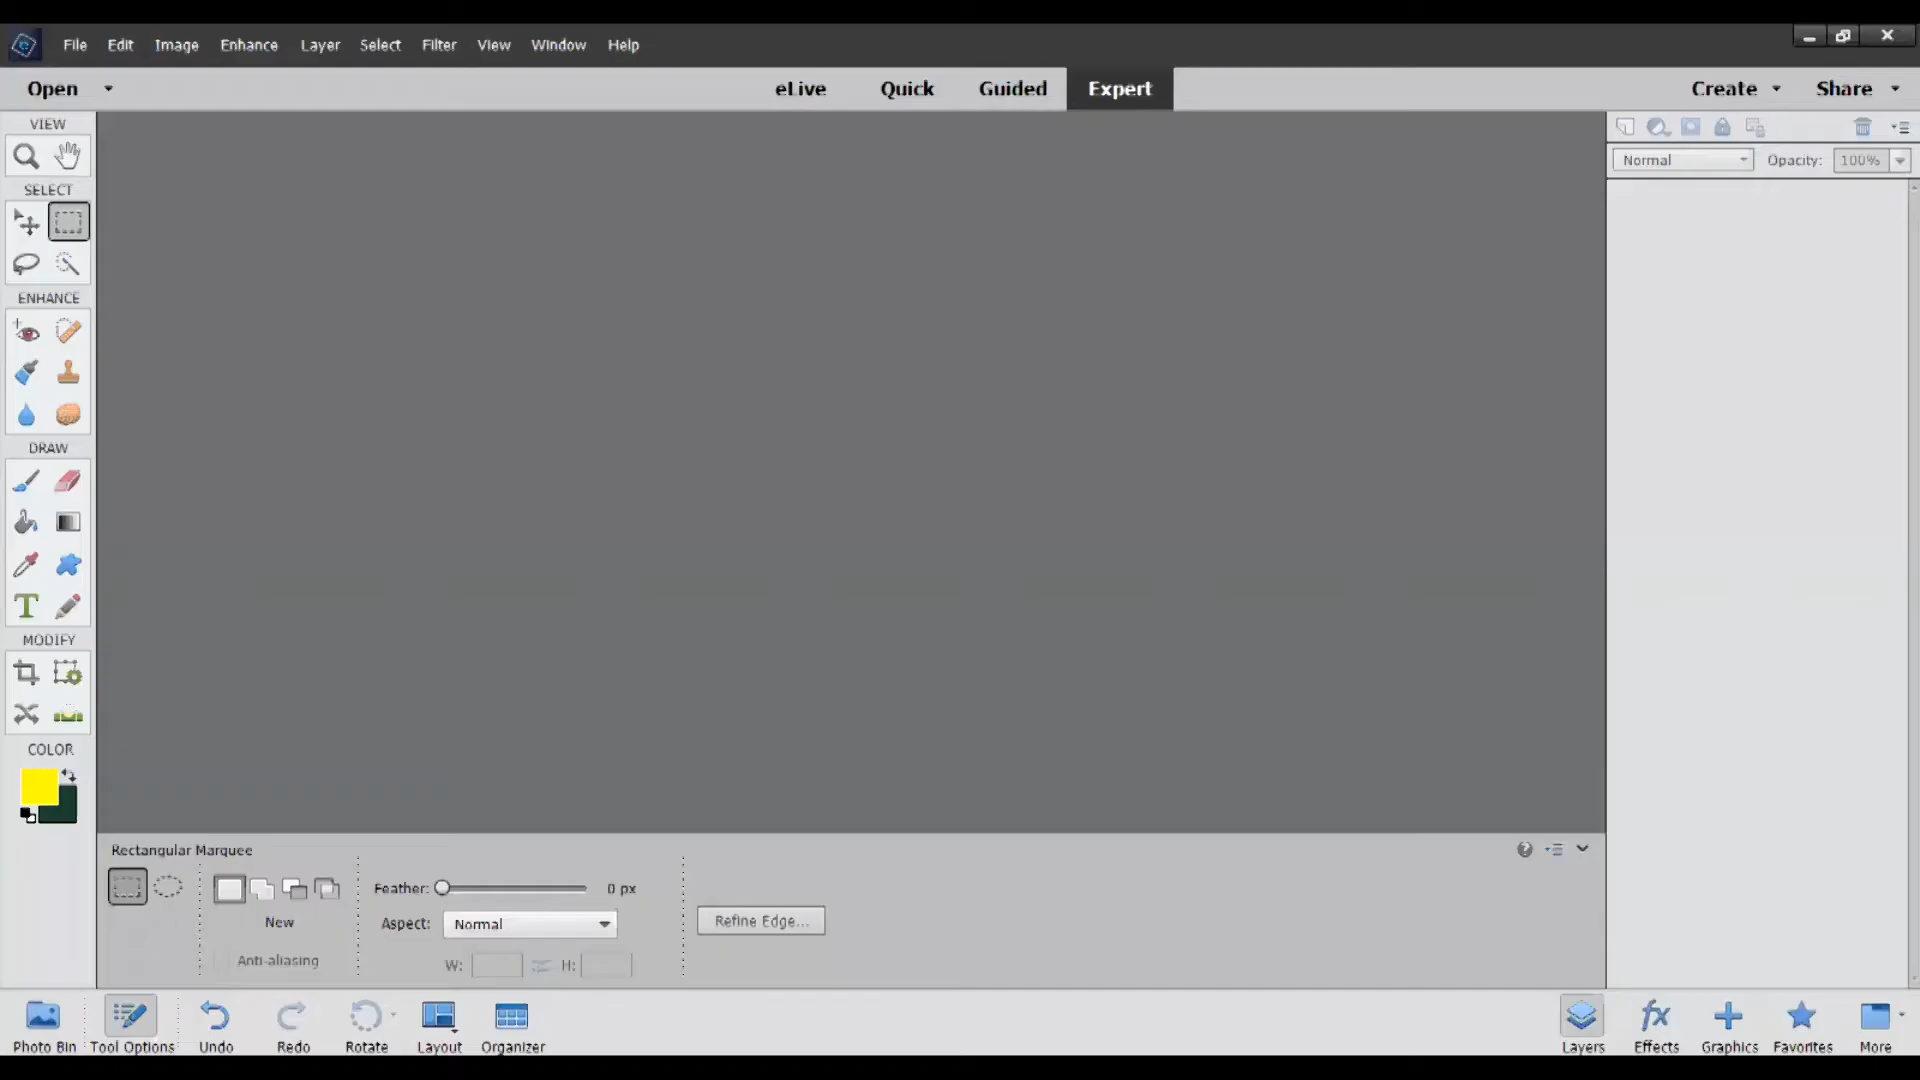 File Edit Image Enhance Layer Select Filter View Window Help
Open eLive Quick Guided Expert Create Share
VIEW
Normal Opacity: 100%
SELECT
ENHANCE
DRAW
T
MODIFY
COLOR
Rectangular Marquee
Feather: 0 px
New
Aspect: Normal
Refine Edge...
Anti-aliasing
W: H:
fx
Photo Bin Tool Options Undo Redo Rotate Layout Organizer Layers Effects Graphics Favorites More